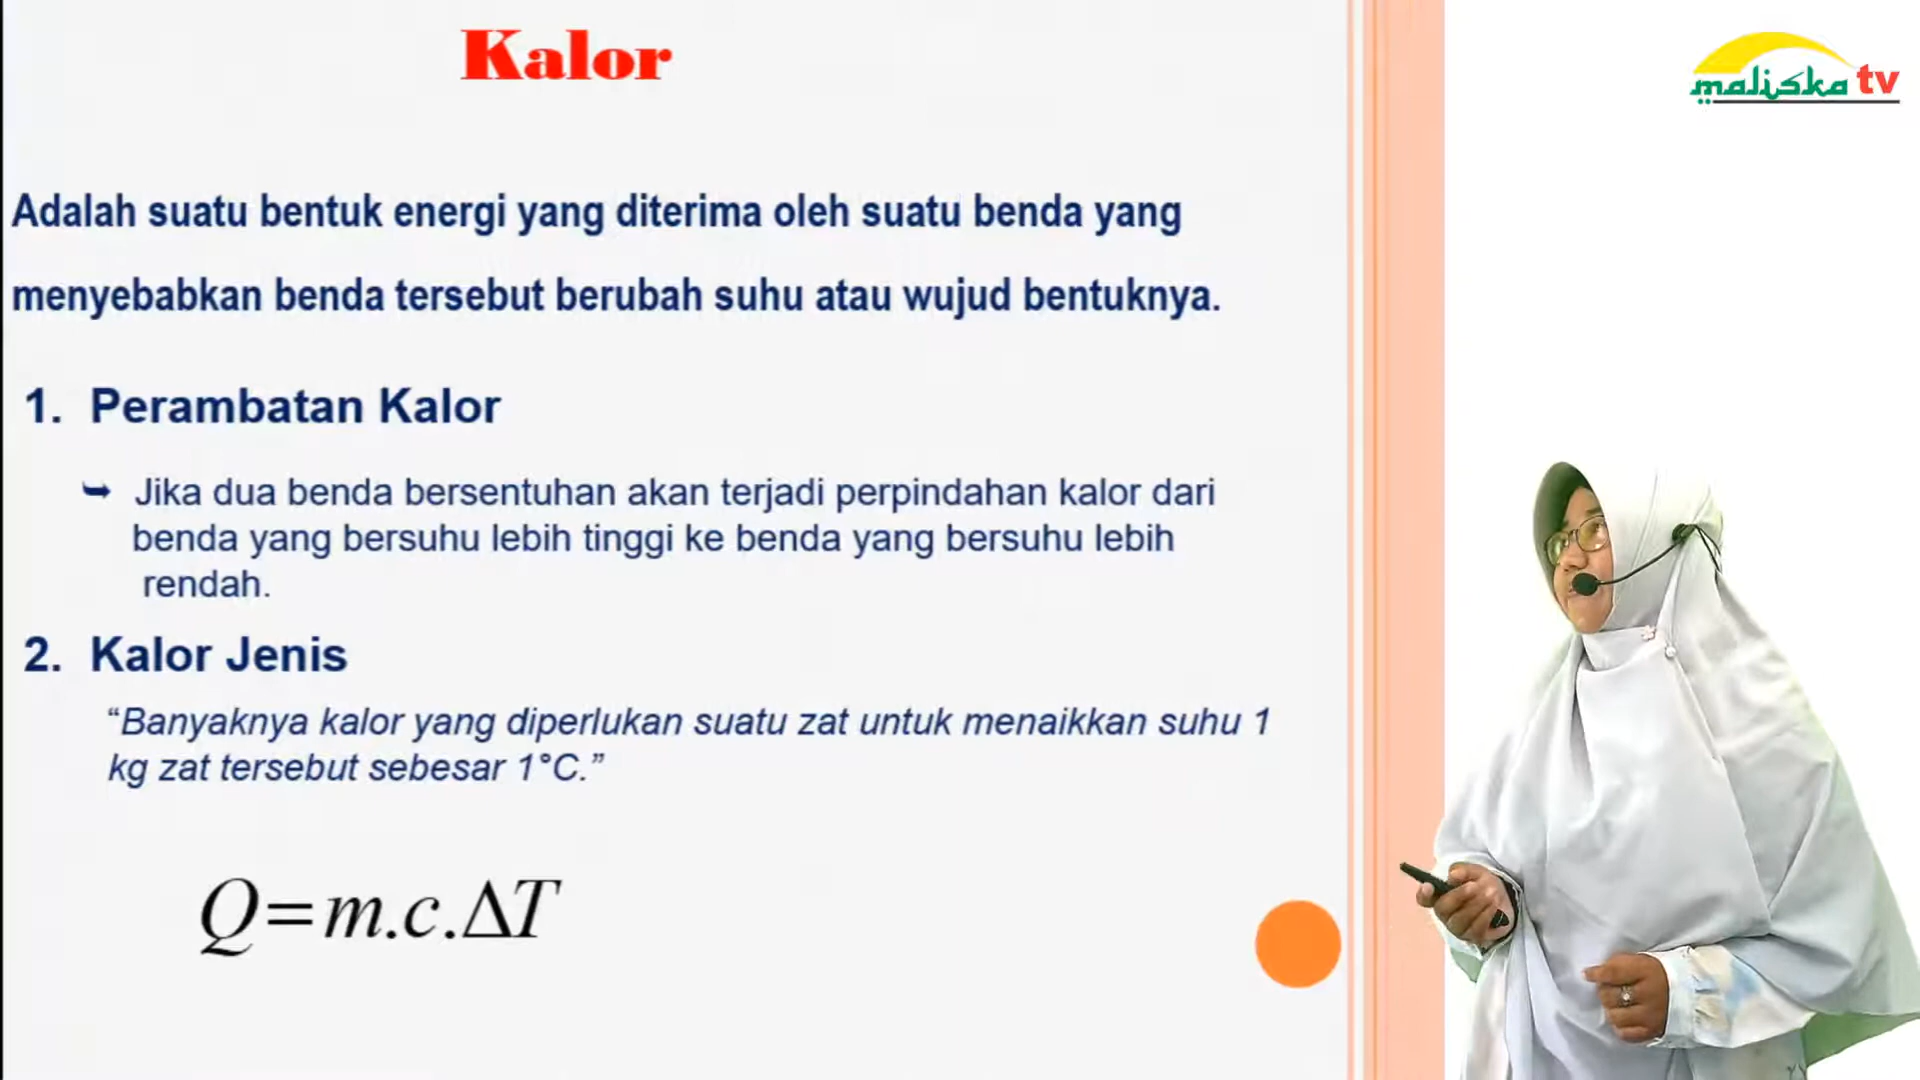 Kalor
maliska tv
Adalah suatu bentuk energi yang diterima oleh suatu benda yang
menyebabkan benda tersebut berubah suhu atau wujud bentuknya.
1. Perambatan Kalor
➥ Jika dua benda bersentuhan akan terjadi perpindahan kalor dari
benda yang bersuhu lebih tinggi ke benda yang bersuhu lebih
rendah.
2. Kalor Jenis
“Banyaknya kalor yang diperlukan suatu zat untuk menaikkan suhu 1
kg zat tersebut sebesar 1°C.”
Q=m.c.ΔT